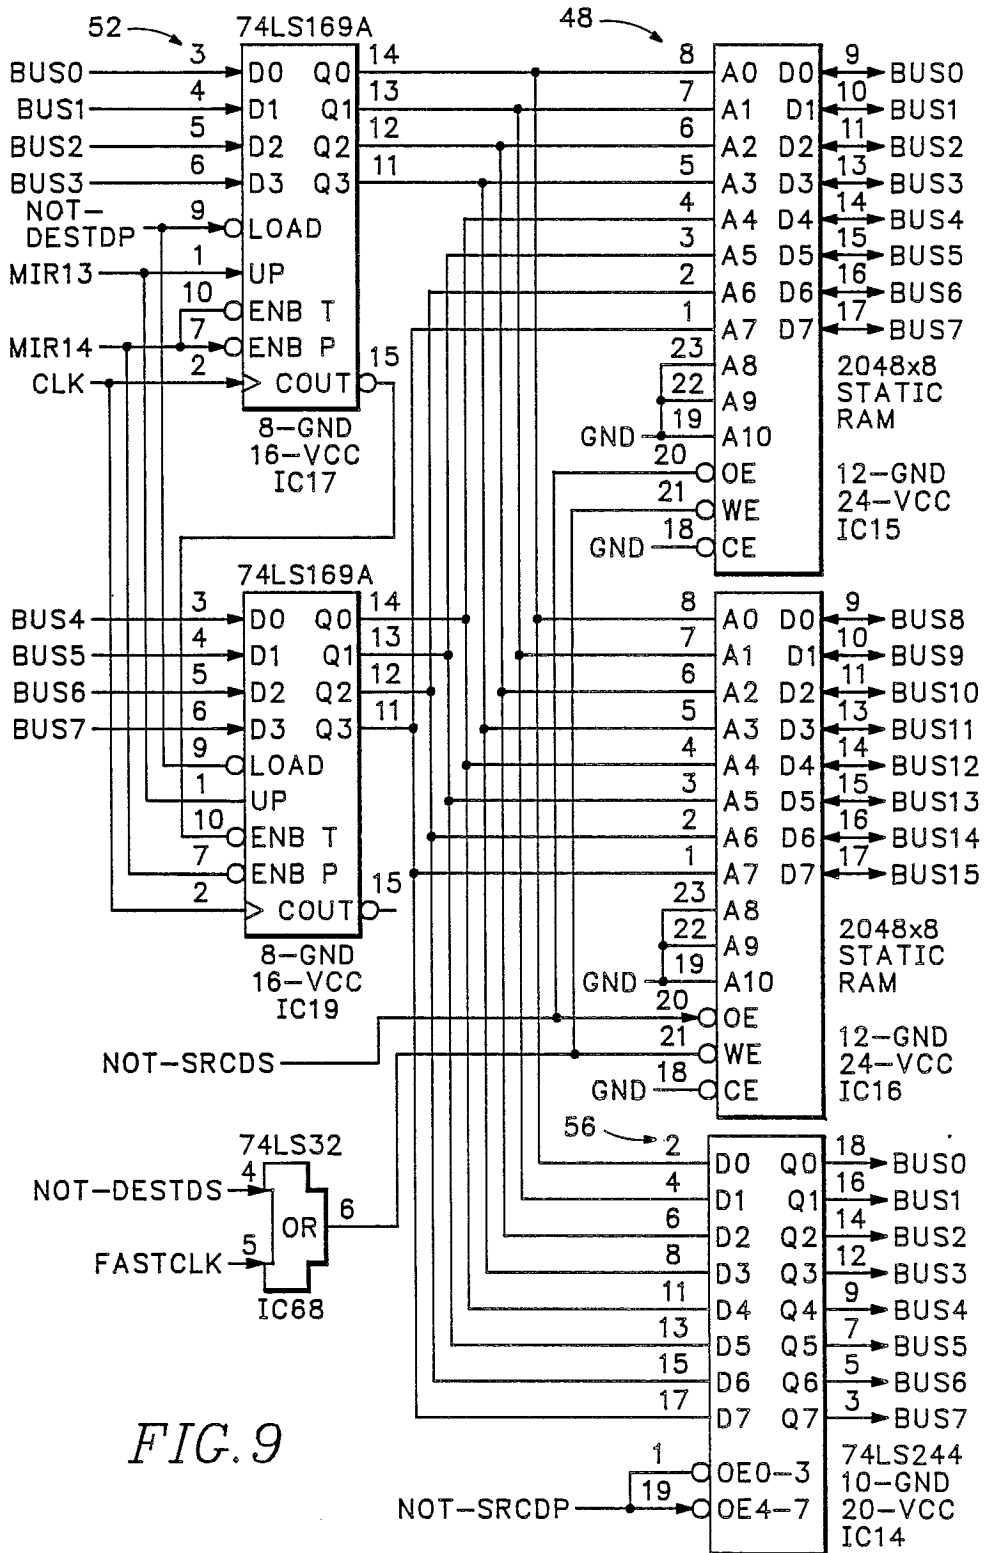 52
74LS169A
BUS0 3 D0 Q0 14
BUS1 4 D1 Q1 13
BUS2 5 D2 Q2 12
BUS3 6 D3 Q3 11
NOT-
DESTDP 9 LOAD
MIR13 1 UP
10 ENB T
MIR14 7 ENB P
CLK 2 COUT 15
8-GND
16-VCC
IC17
48
8 A0 D0 9 BUS0
7 A1 D1 10 BUS1
6 A2 D2 11 BUS2
5 A3 D3 13 BUS3
4 A4 D4 14 BUS4
3 A5 D5 15 BUS5
2 A6 D6 16 BUS6
1 A7 D7 17 BUS7
23 A8
22 A9
GND 19 A10
20 OE
21 WE
GND 18 CE
2048x8
STATIC
RAM
12-GND
24-VCC
IC15
74LS169A
BUS4 3 D0 Q0 14
BUS5 4 D1 Q1 13
BUS6 5 D2 Q2 12
BUS7 6 D3 Q3 11
9 LOAD
1 UP
10 ENB T
7 ENB P
2 COUT 15
8-GND
16-VCC
IC19
8 A0 D0 9 BUS8
7 A1 D1 10 BUS9
6 A2 D2 11 BUS10
5 A3 D3 13 BUS11
4 A4 D4 14 BUS12
3 A5 D5 15 BUS13
2 A6 D6 16 BUS14
1 A7 D7 17 BUS15
23 A8
22 A9
GND 19 A10
20 OE
21 WE
GND 18 CE
2048x8
STATIC
RAM
12-GND
24-VCC
IC16
NOT-SRCDS
74LS32
NOT-DESTDS 4
OR 6
FASTCLK 5
IC68
56
2 D0 Q0 18 BUS0
4 D1 Q1 16 BUS1
6 D2 Q2 14 BUS2
8 D3 Q3 12 BUS3
11 D4 Q4 9 BUS4
13 D5 Q5 7 BUS5
15 D6 Q6 5 BUS6
17 D7 Q7 3 BUS7
1 OE0-3
NOT-SRCDP 19 OE4-7
74LS244
10-GND
20-VCC
IC14
FIG. 9